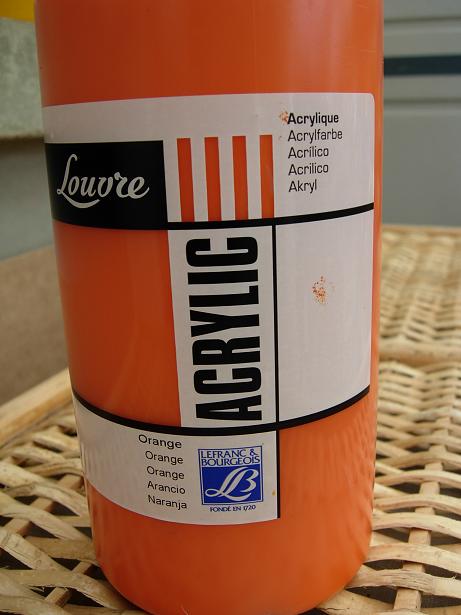 Louvre
Acrylique
Acrylfarbe
Acrílico
Acrilico
Akryl
ACRYLIC
Orange
Orange
Orange
Arancio
Naranja
LEFRANC &
BOURGEOIS
LB
FONDÉ EN 1720